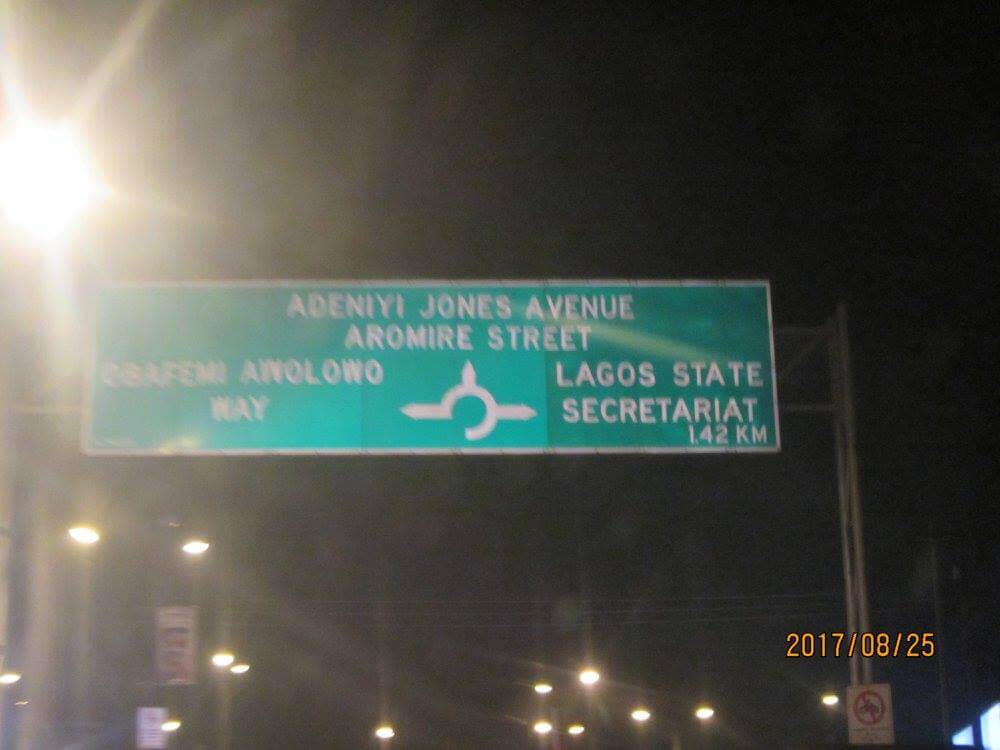 ADENIYI JONES AVENUE
AROMIRE STREET
OBAFEMI AWOLOWO
WAY
LAGOS STATE
SECRETARIAT
1.42 KM
2017/08/25